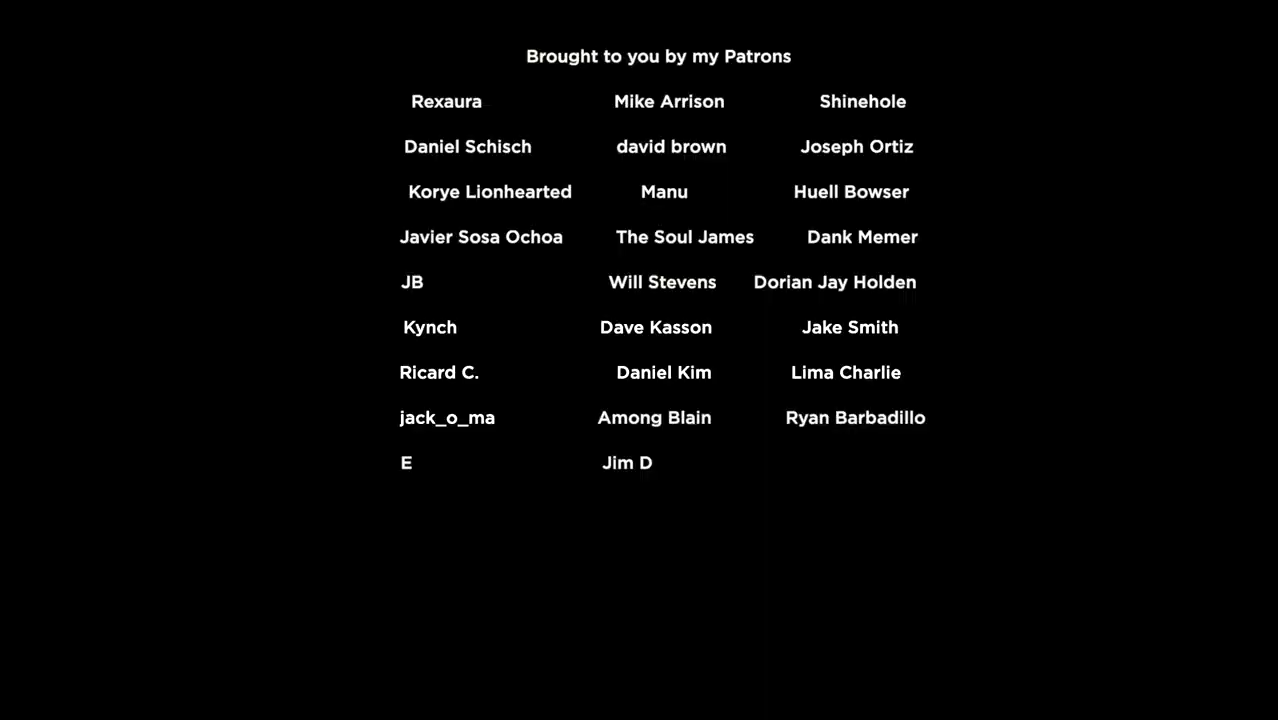 Brought to you by my Patrons
Rexaura Mike Arrison Shinehole
Daniel Schisch david brown Joseph Ortiz
Korye Lionhearted Manu Huell Bowser
Javier Sosa Ochoa The Soul James Dank Memer
JB Will Stevens Dorian Jay Holden
Kynch Dave Kasson Jake Smith
Ricard C. Daniel Kim Lima Charlie
jack_o_ma Among Blain Ryan Barbadillo
E Jim D